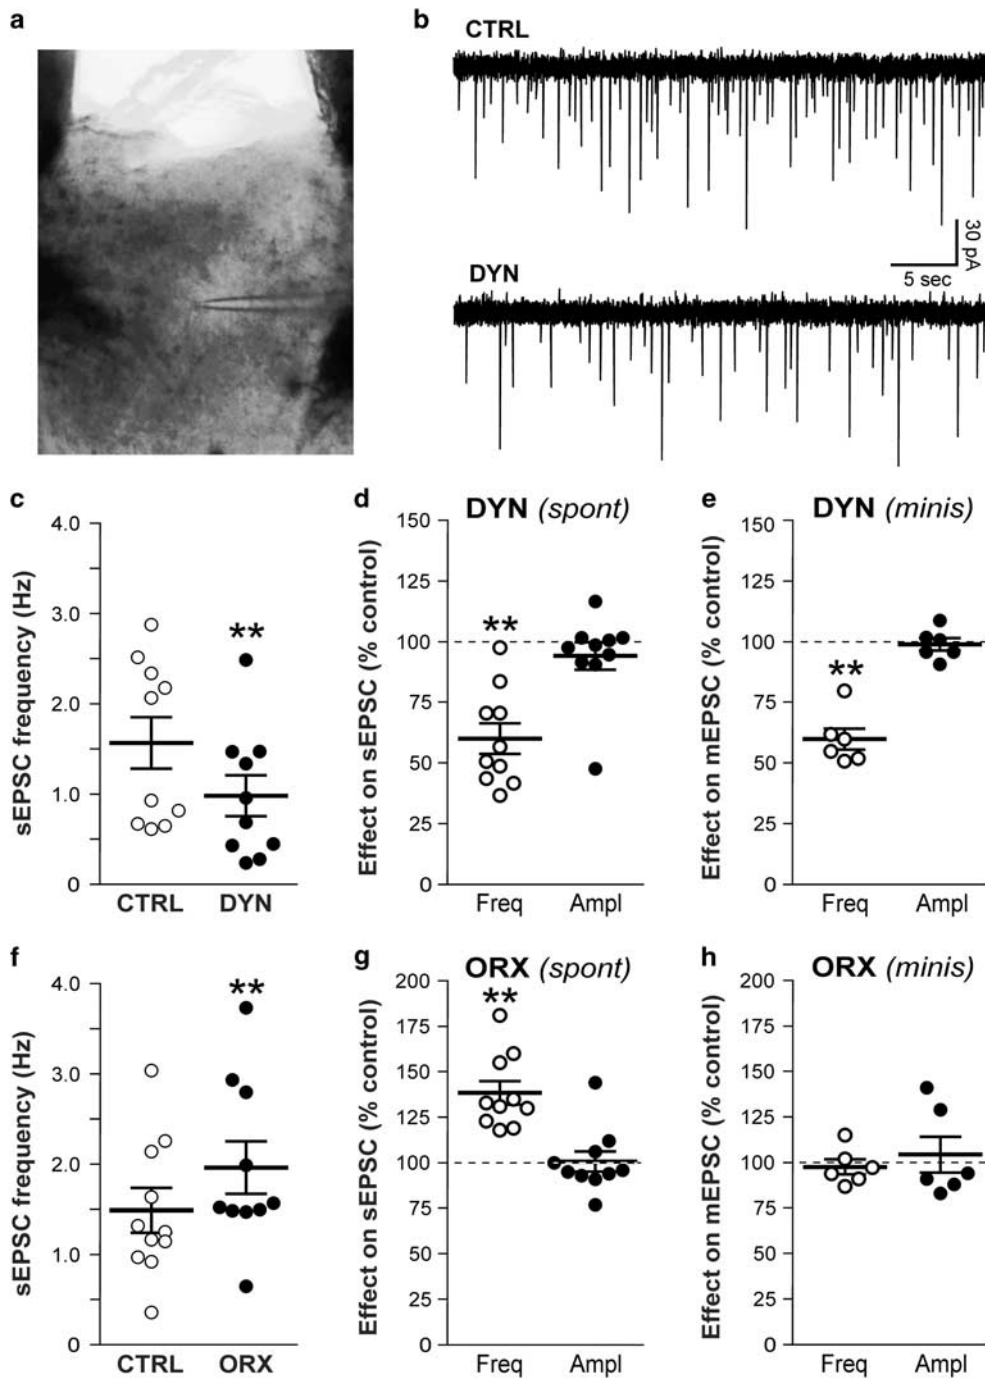 a
b
CTRL
30 pA
5 sec
DYN
c
sEPSC frequency (Hz)
4.0
3.0
2.0
1.0
0
**
CTRL DYN
d
DYN (spont)
Effect on sEPSC (% control)
150
125
100
75
50
25
0
**
Freq Ampl
e
DYN (minis)
Effect on mEPSC (% control)
150
125
100
75
50
25
0
**
Freq Ampl
f
sEPSC frequency (Hz)
4.0
3.0
2.0
1.0
0
**
CTRL ORX
g
ORX (spont)
Effect on sEPSC (% control)
200
175
150
125
100
75
50
25
0
**
Freq Ampl
h
ORX (minis)
Effect on mEPSC (% control)
200
175
150
125
100
75
50
25
0
Freq Ampl